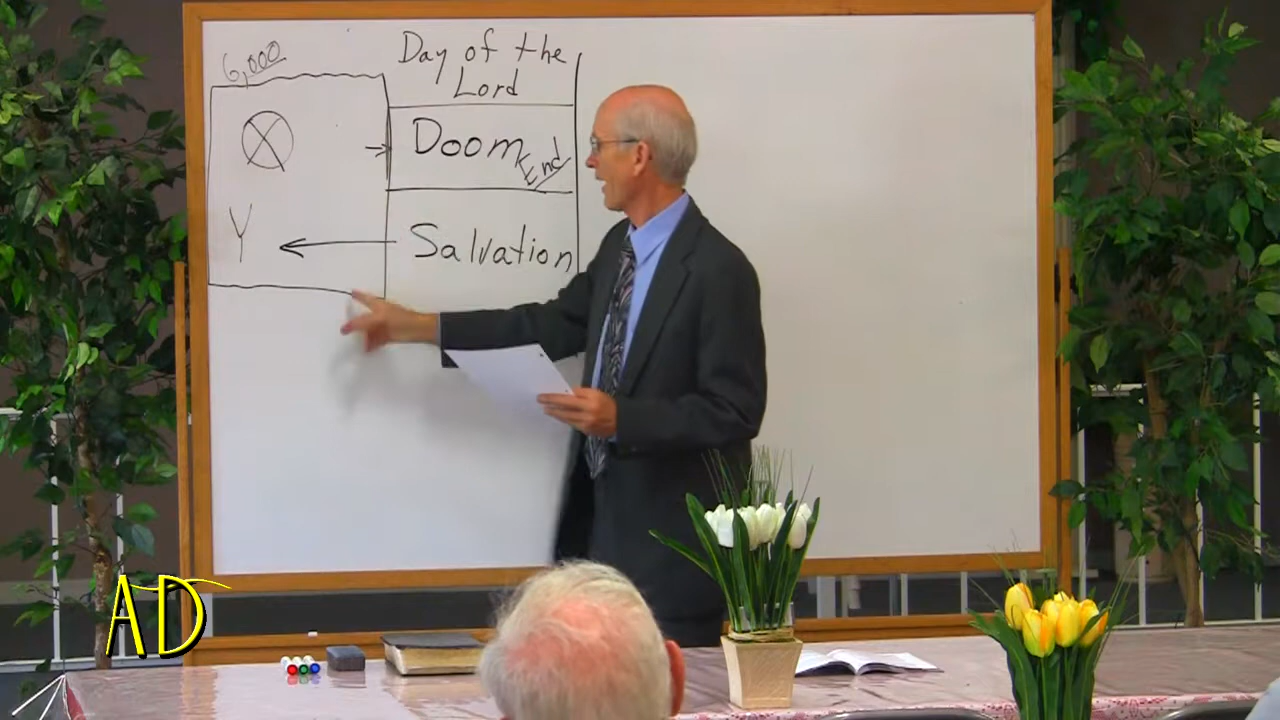 6,000
Day of the
Lord
Doom
End
Y
Salvation
AD